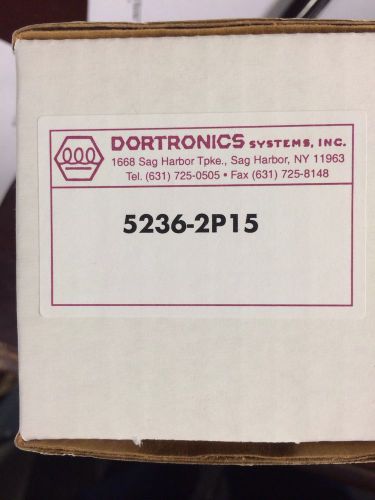 DORTRONICS SYSTEMS, INC.
1668 Sag Harbor Tpke., Sag Harbor, NY 11963
Tel. (631) 725-0505 • Fax (631) 725-8148
5236-2P15